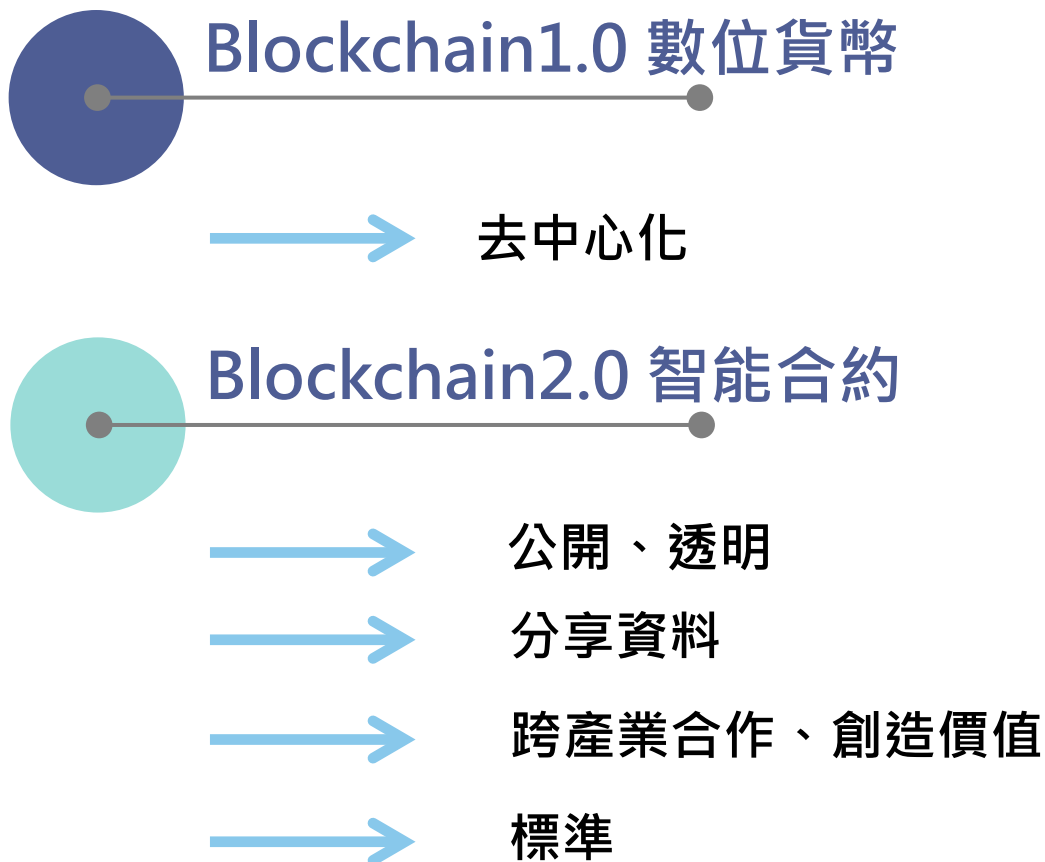 Blockchain1.0 數位貨幣
去中心化
Blockchain2.0 智能合約
公開、透明
分享資料
跨產業合作、創造價值
標準